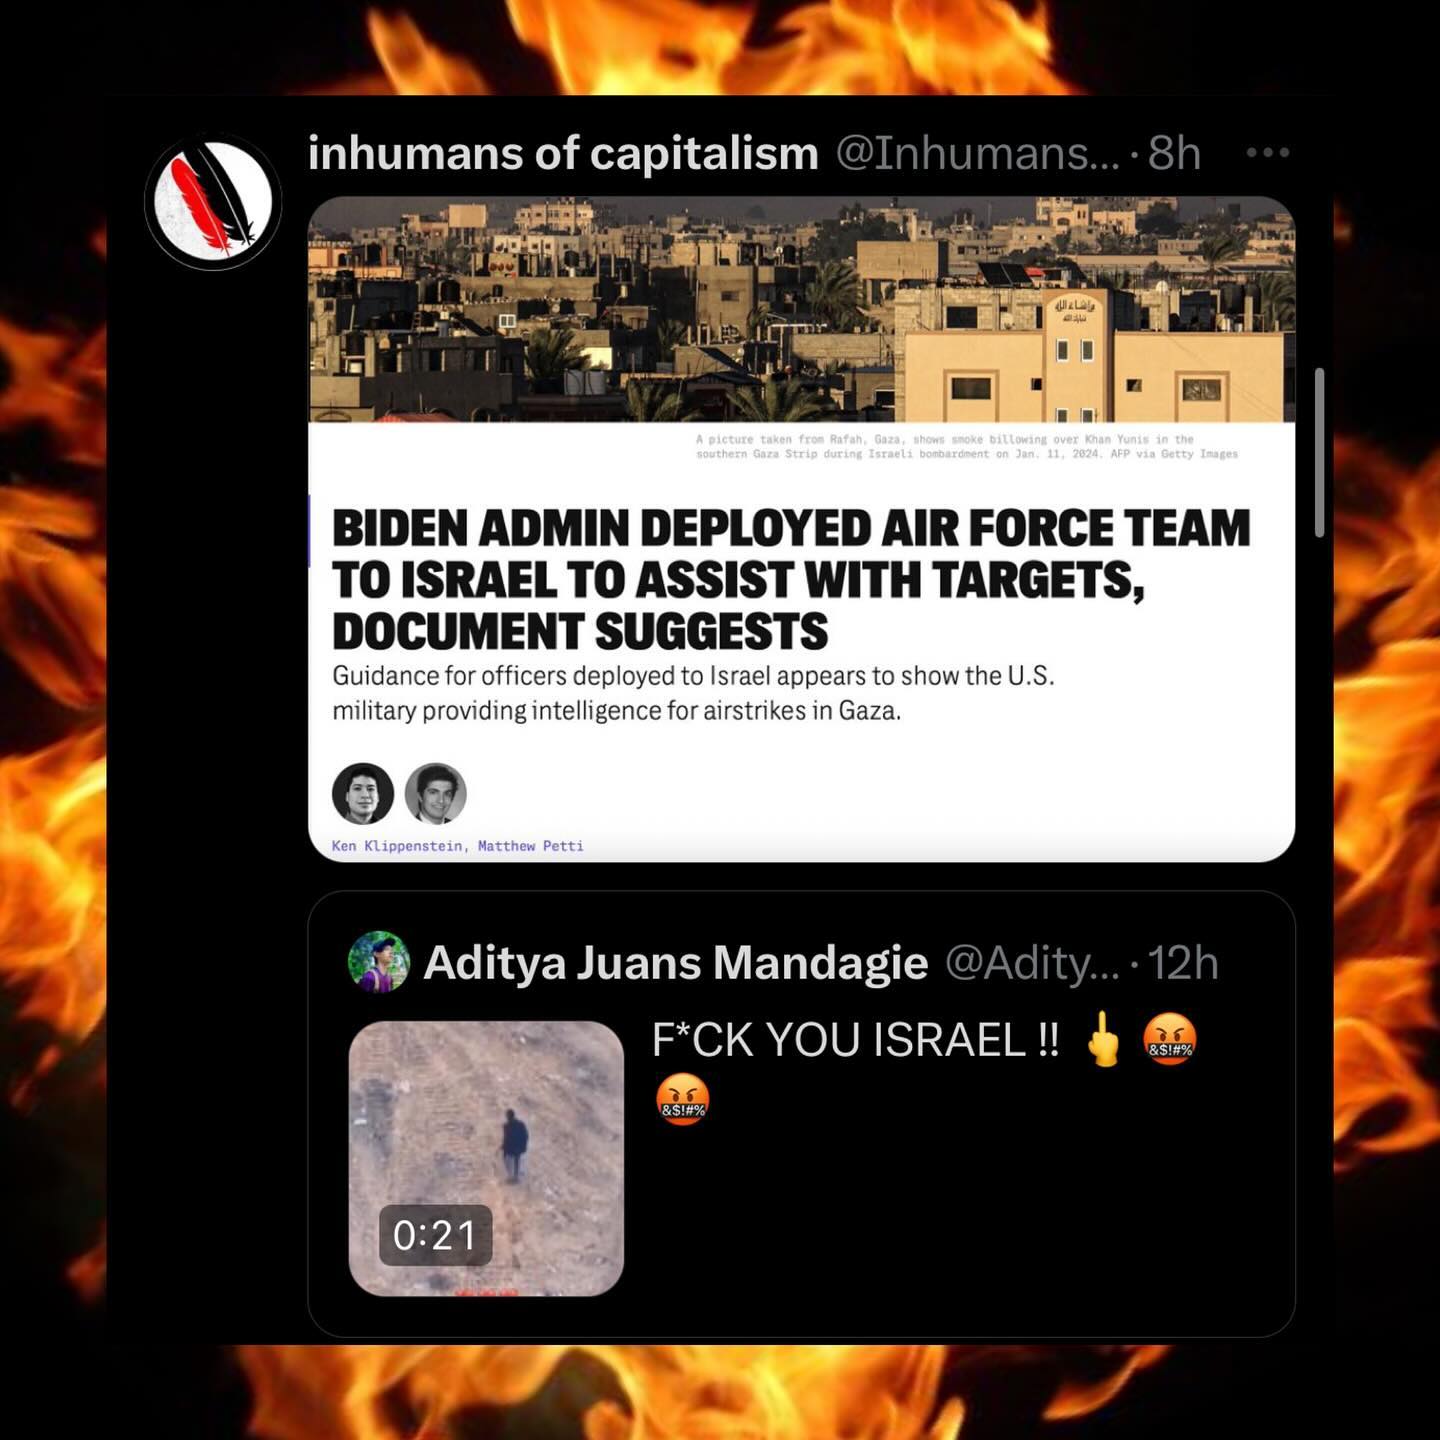 inhumans of capitalism @Inhumans... · 8h
A picture taken from Rafah, Gaza, shows smoke billowing over Khan Yunis in the
southern Gaza Strip during Israeli bombardment on Jan. 11, 2024. AFP via Getty Images
BIDEN ADMIN DEPLOYED AIR FORCE TEAM
TO ISRAEL TO ASSIST WITH TARGETS,
DOCUMENT SUGGESTS
Guidance for officers deployed to Israel appears to show the U.S.
military providing intelligence for airstrikes in Gaza.
Ken Klippenstein, Matthew Petti
Aditya Juans Mandagie @Adity... · 12h
F*CK YOU ISRAEL !! 🖕 🤬
🤬
0:21